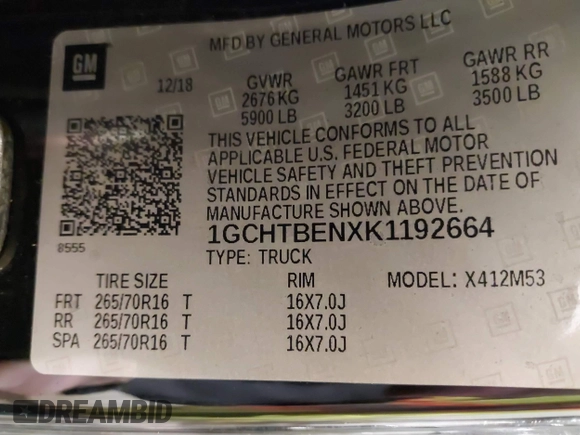 GM
MFD BY GENERAL MOTORS LLC
12/18
GVWR GAWR FRT GAWR RR
2676 KG 1451 KG 1588 KG
5900 LB 3200 LB 3500 LB
THIS VEHICLE CONFORMS TO ALL
APPLICABLE U.S. FEDERAL MOTOR
VEHICLE SAFETY AND THEFT PREVENTION
STANDARDS IN EFFECT ON THE DATE OF
MANUFACTURE SHOWN ABOVE.
8555
1GCHTBENXK1192664
TYPE: TRUCK MODEL: X412M53
TIRE SIZE RIM
FRT 265/70R16 T 16X7.0J
RR 265/70R16 T 16X7.0J
SPA 265/70R16 T 16X7.0J
DREAMBID